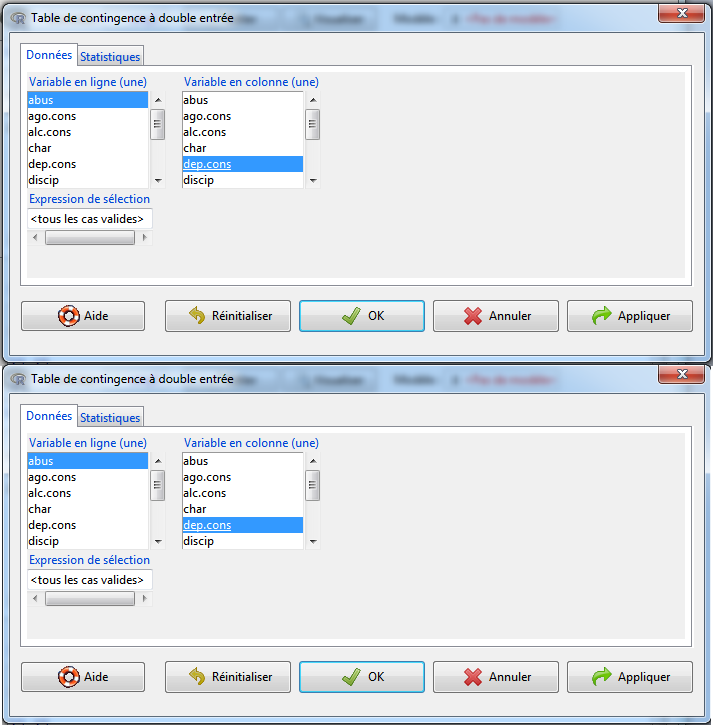 Table de contingence à double entrée
Données Statistiques
Variable en ligne (une) Variable en colonne (une)
abus abus
ago.cons ago.cons
alc.cons alc.cons
char char
dep.cons dep.cons
discip discip
Expression de sélection
<tous les cas valides>
Aide Réinitialiser OK Annuler Appliquer
Table de contingence à double entrée
Données Statistiques
Variable en ligne (une) Variable en colonne (une)
abus abus
ago.cons ago.cons
alc.cons alc.cons
char char
dep.cons dep.cons
discip discip
Expression de sélection
<tous les cas valides>
Aide Réinitialiser OK Annuler Appliquer